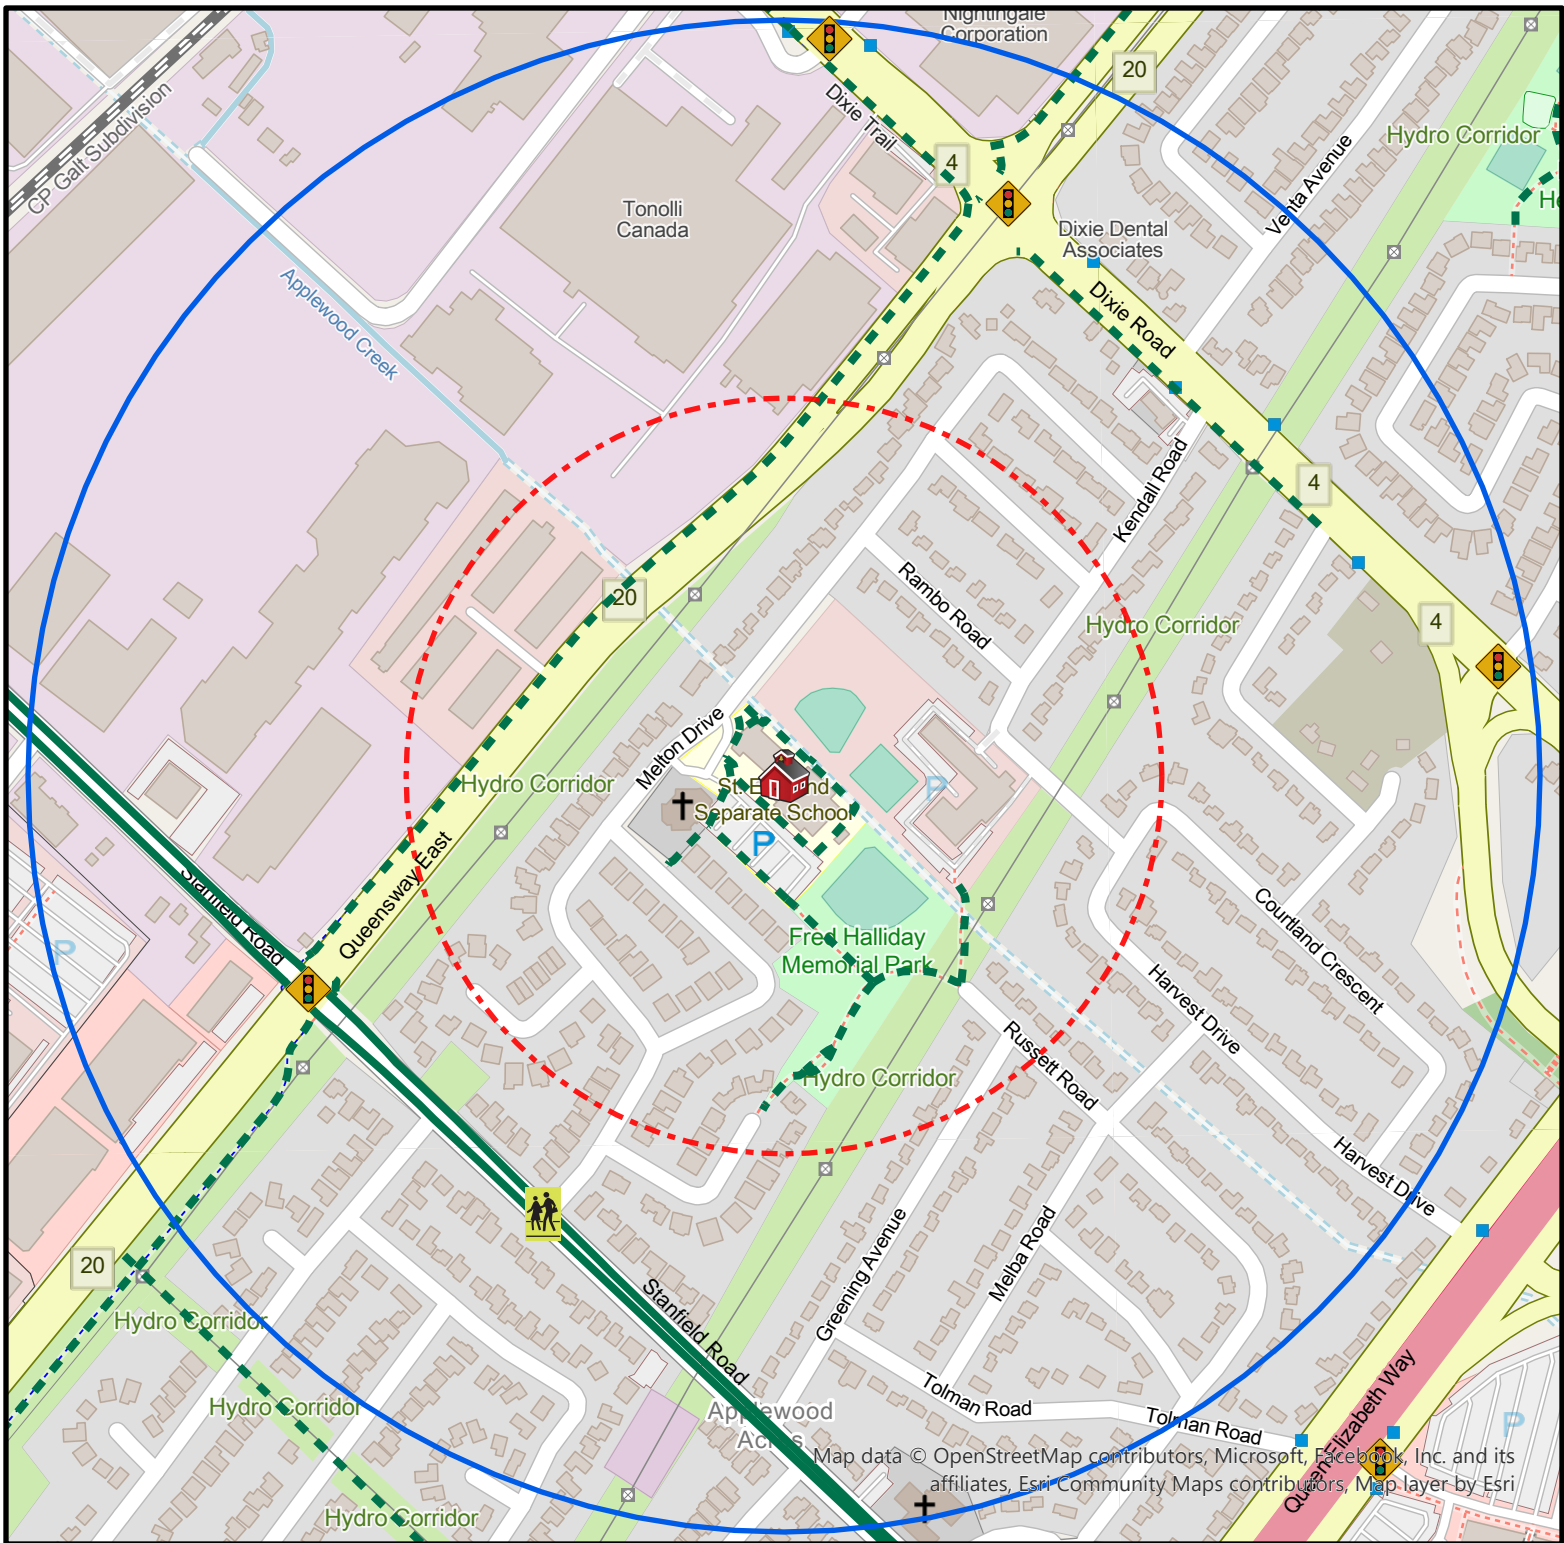 Nightingale
Corporation
20
Dixie Trail
4
CP Galt Subdivision
Hydro Corridor
Venta Avenue
Tonolli
Canada
Dixie Dental
Associates
Applewood Creek
Dixie Road
Kendall Road
4
Rambo Road
20
Hydro Corridor
4
Melton Drive
Hydro Corridor
Separate School
P
P
P
Queensway East
Stanfield Road
Courtland Crescent
Fred Halliday
Memorial Park
Harvest Drive
Russett Road
Hydro Corridor
Harvest Drive
20
Melba Road
Greening Avenue
Hydro Corridor
Stanfield Road
Hydro Corridor
Tolman Road
Tolman Road
Applewood
Acres
Queen Elizabeth Way
P
Map data © OpenStreetMap contributors, Microsoft, Facebook, Inc. and its
affiliates, Esri Community Maps contributors, Map layer by Esri
Hydro Corridor